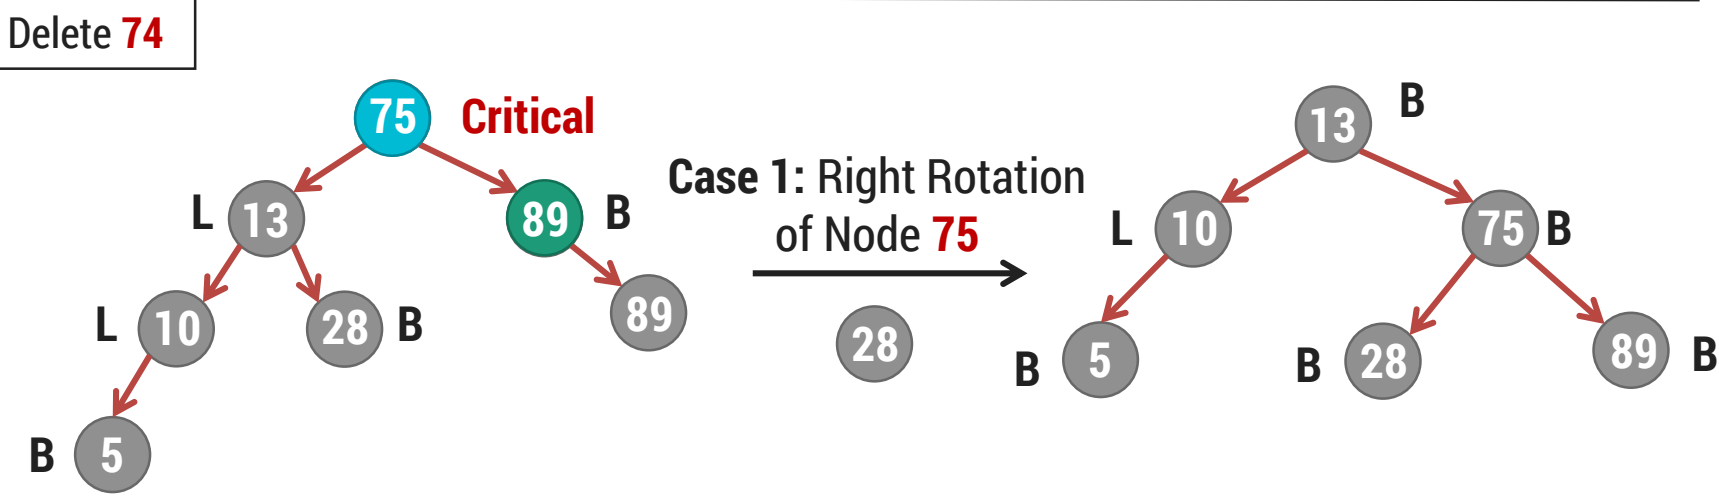 Delete 74
75 Critical
L 13
89 B
L 10
28 B
89
B 5
Case 1: Right Rotation
of Node 75
28
13 B
L 10
75 B
B 5
B 28
89 B